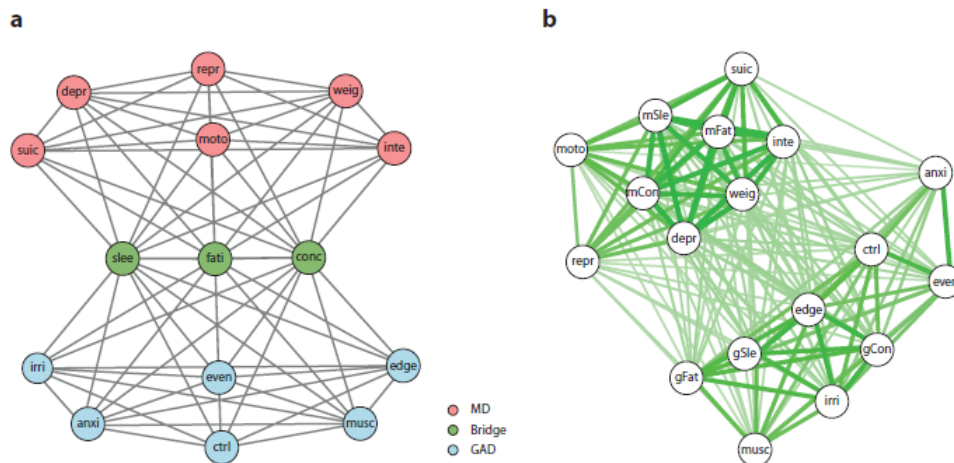 a
repr
depr
weig
moto
suic
inte
slee
fati
conc
irri
even
edge
anxi
musc
ctrl
MD
Bridge
GAD
b
suic
mSle
mFat
moto
inte
anxi
mCon
weig
depr
ctrl
repr
even
edge
gSle
gCon
gFat
irri
musc